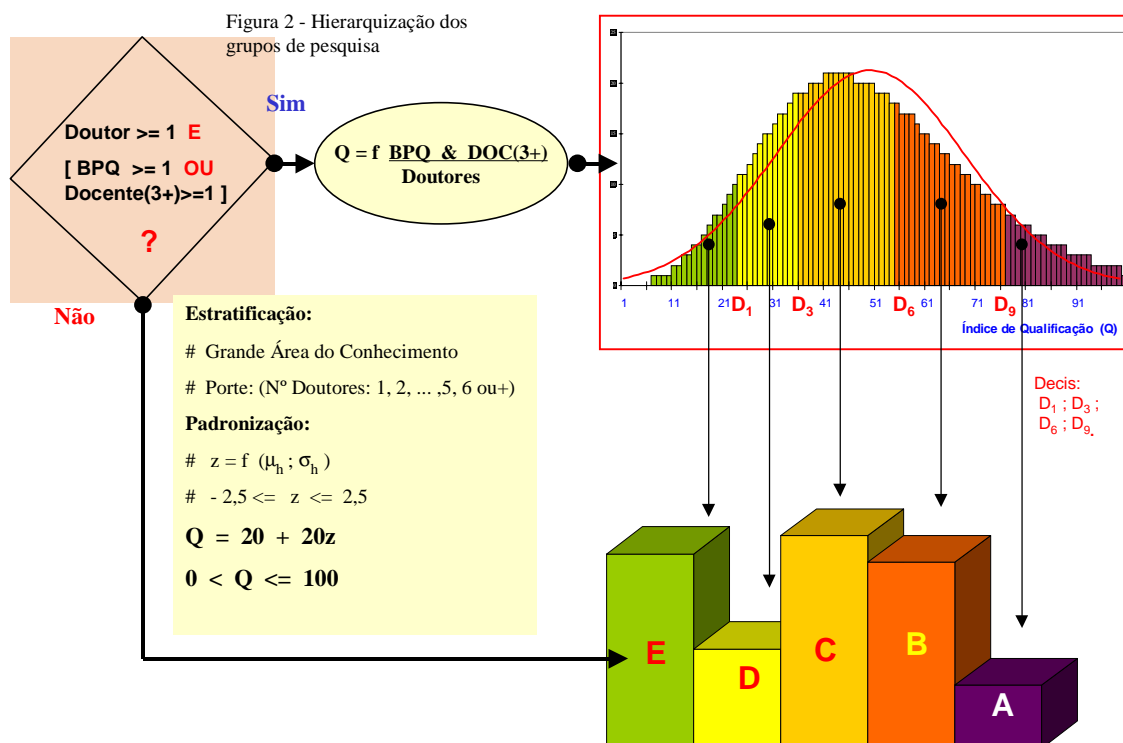 Figura 2 - Hierarquização dos
grupos de pesquisa
Doutor >= 1 E
[ BPQ >= 1 OU
Docente(3+)>=1 ]
?
Sim
Não
Q = f BPQ & DOC(3+)
Doutores
1 11 21 31 41 51 61 71 81 91
D1 D3 D6 D9
Índice de Qualificação (Q)
Decis:
D1 ; D3 ;
D6 ; D9.
Estratificação:
# Grande Área do Conhecimento
# Porte: (Nº Doutores: 1, 2, ... ,5, 6 ou+)
Padronização:
# z = f (μh ; σh )
# - 2,5 <= z <= 2,5
Q = 20 + 20z
0 < Q <= 100
E
D
C
B
A